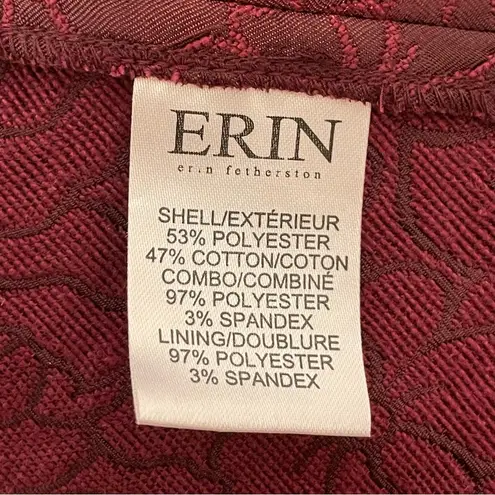 ERIN
erin fetherston
SHELL/EXTÉRIEUR
53% POLYESTER
47% COTTON/COTON
COMBO/COMBINÉ
97% POLYESTER
3% SPANDEX
LINING/DOUBLURE
97% POLYESTER
3% SPANDEX